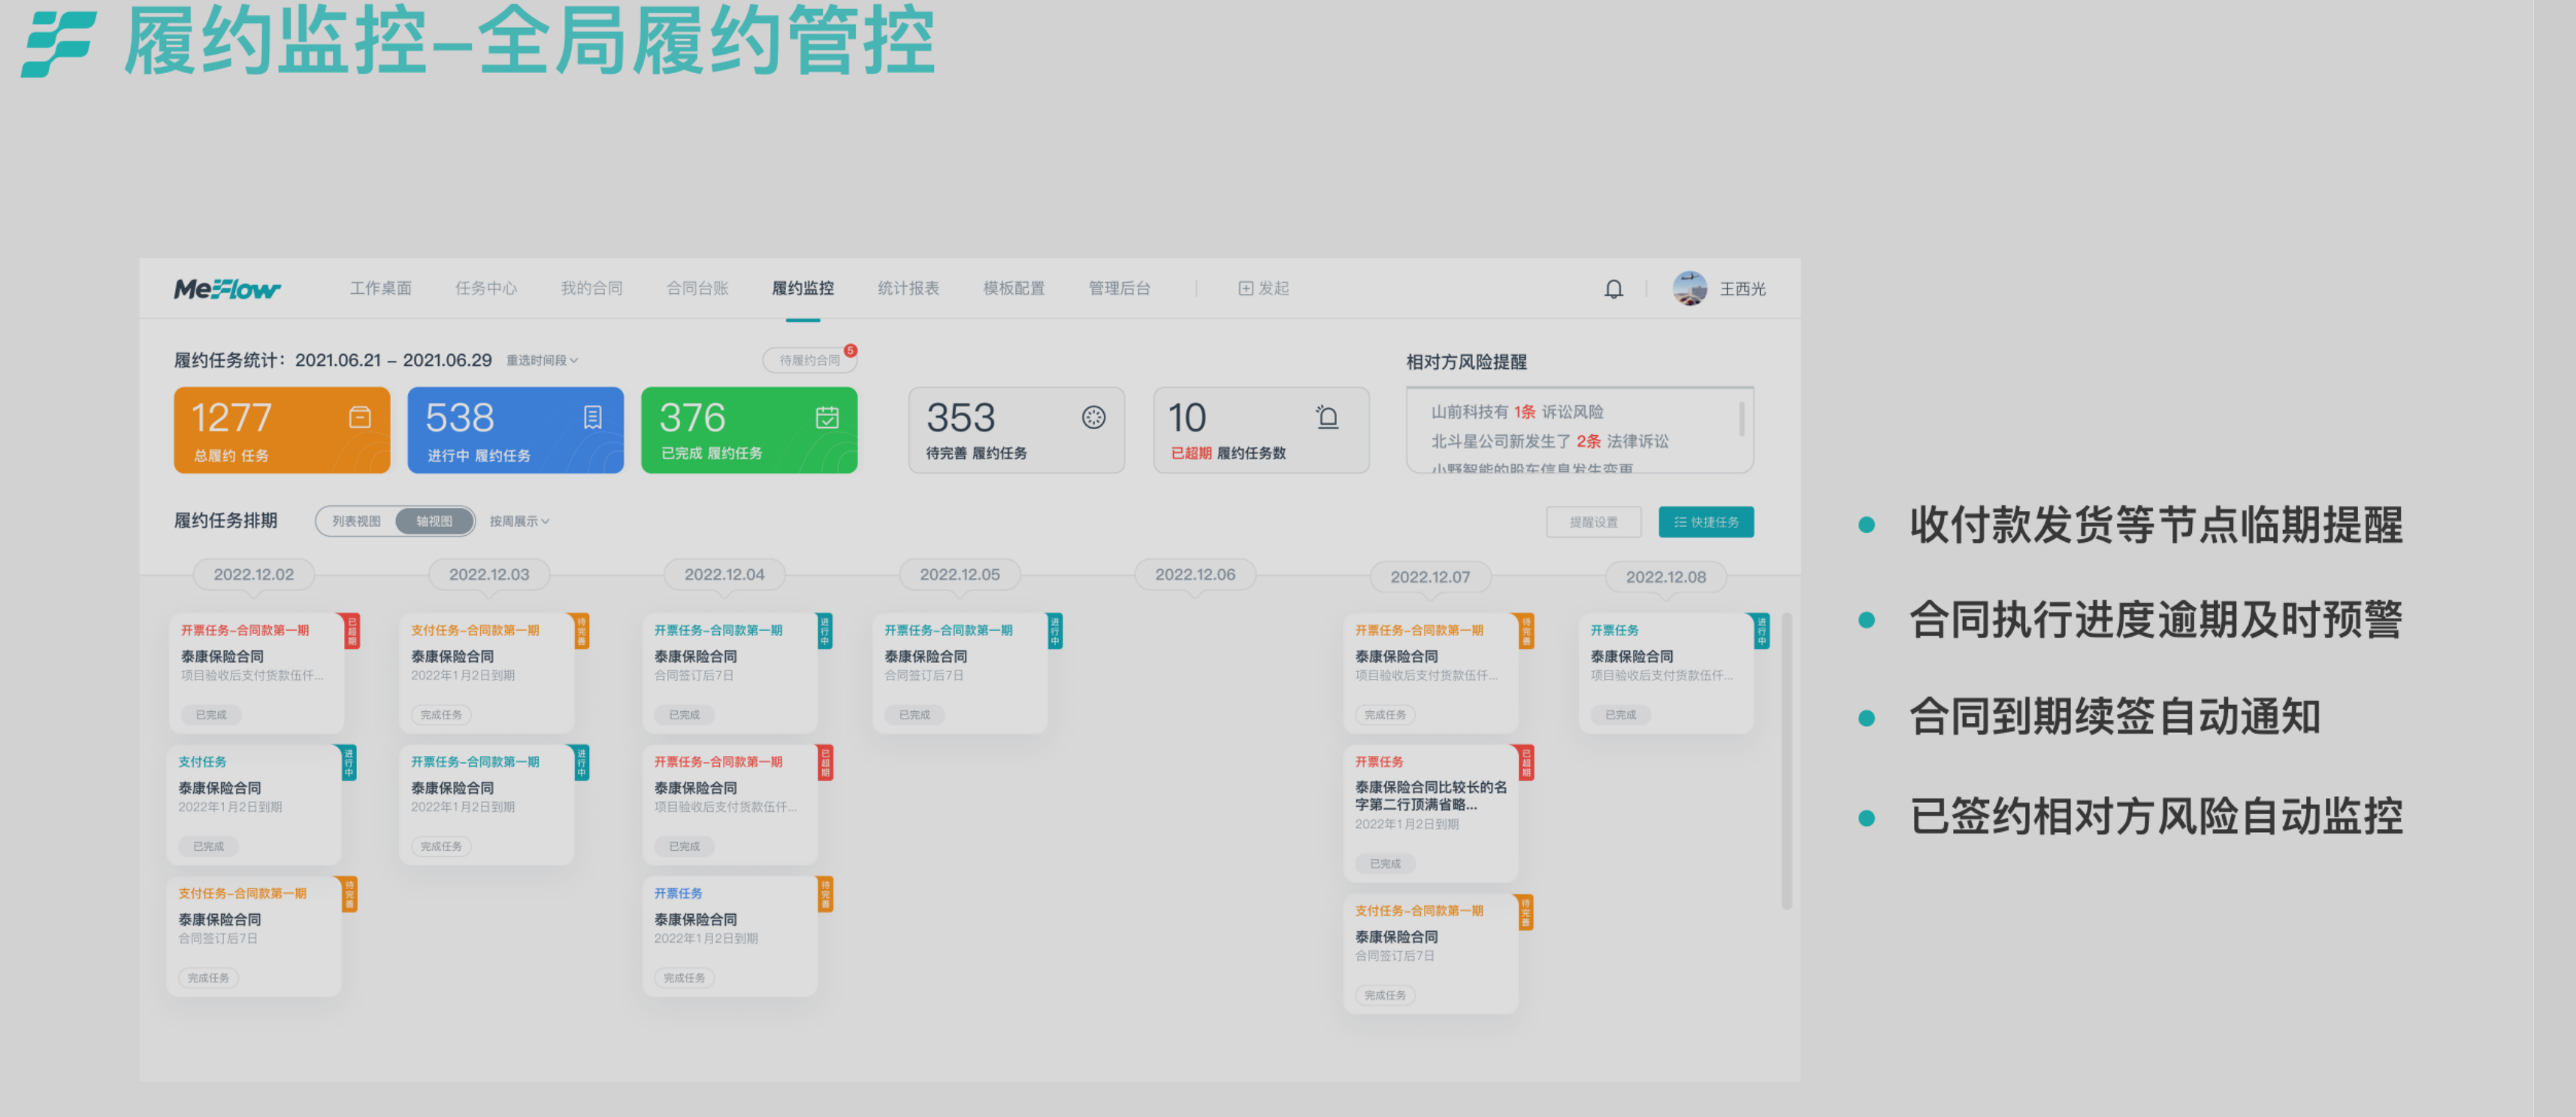 履约监控-全局履约管控
MeFlow
工作桌面 任务中心 我的合同 合同台账 履约监控 统计报表 模板配置 管理后台 发起
王西光
履约任务统计：2021.06.21 – 2021.06.29 重选时间段
待履约合同 5
1277
总履约 任务
538
进行中 履约任务
376
已完成 履约任务
353
待完善 履约任务
10
已超期 履约任务数
相对方风险提醒
山前科技有 1条 诉讼风险
北斗星公司新发生了 2条 法律诉讼
小野智能的股东信息发生变更
履约任务排期 列表视图 轴视图 按周展示
提醒设置 快捷任务
2022.12.02 2022.12.03 2022.12.04 2022.12.05 2022.12.06 2022.12.07 2022.12.08
开票任务-合同款第一期
已超期
泰康保险合同
项目验收后支付货款伍仟...
已完成
支付任务
进行中
泰康保险合同
2022年1月2日到期
已完成
支付任务-合同款第一期
待完善
泰康保险合同
合同签订后7日
完成任务
支付任务-合同款第一期
待完善
泰康保险合同
2022年1月2日到期
完成任务
开票任务-合同款第一期
进行中
泰康保险合同
2022年1月2日到期
完成任务
开票任务-合同款第一期
进行中
泰康保险合同
合同签订后7日
已完成
开票任务-合同款第一期
已超期
泰康保险合同
项目验收后支付货款伍仟...
已完成
开票任务
待完善
泰康保险合同
2022年1月2日到期
完成任务
开票任务-合同款第一期
进行中
泰康保险合同
合同签订后7日
已完成
开票任务-合同款第一期
待完善
泰康保险合同
项目验收后支付货款伍仟...
完成任务
开票任务
已超期
泰康保险合同比较长的名
字第二行顶满省略...
2022年1月2日到期
已完成
支付任务-合同款第一期
待完善
泰康保险合同
合同签订后7日
完成任务
开票任务
进行中
泰康保险合同
项目验收后支付货款伍仟...
已完成
收付款发货等节点临期提醒
合同执行进度逾期及时预警
合同到期续签自动通知
已签约相对方风险自动监控